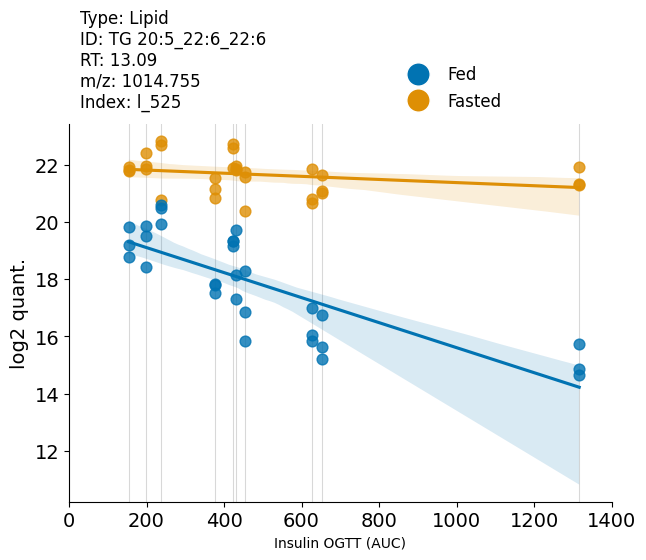 Type: Lipid
ID: TG 20:5_22:6_22:6
RT: 13.09
m/z: 1014.755
Index: l_525
Fed
Fasted
log2 quant.
22
20
18
16
14
12
0 200 400 600 800 1000 1200 1400
Insulin OGTT (AUC)